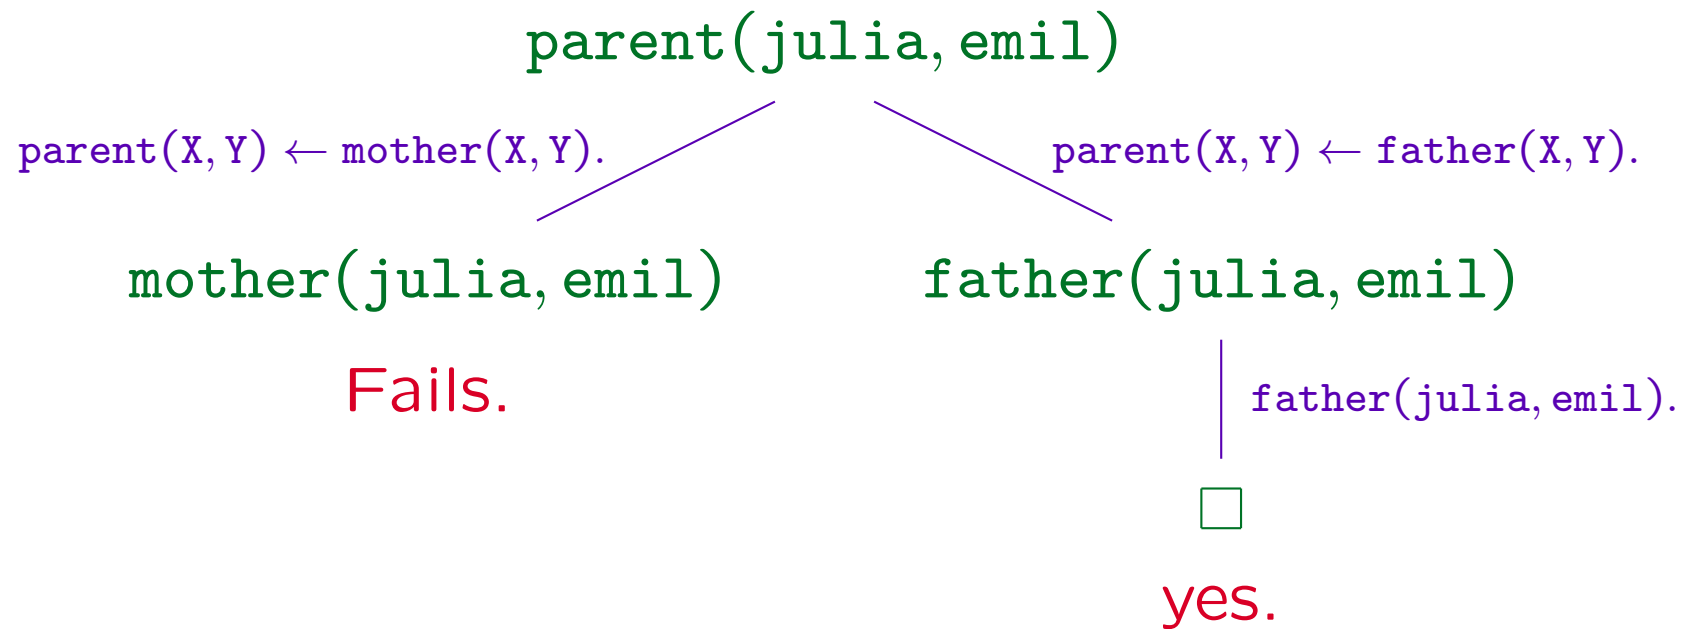 parent(julia, emil)
parent(X, Y) ← mother(X, Y).
parent(X, Y) ← father(X, Y).
mother(julia, emil)
father(julia, emil)
Fails.
father(julia, emil).
□
yes.